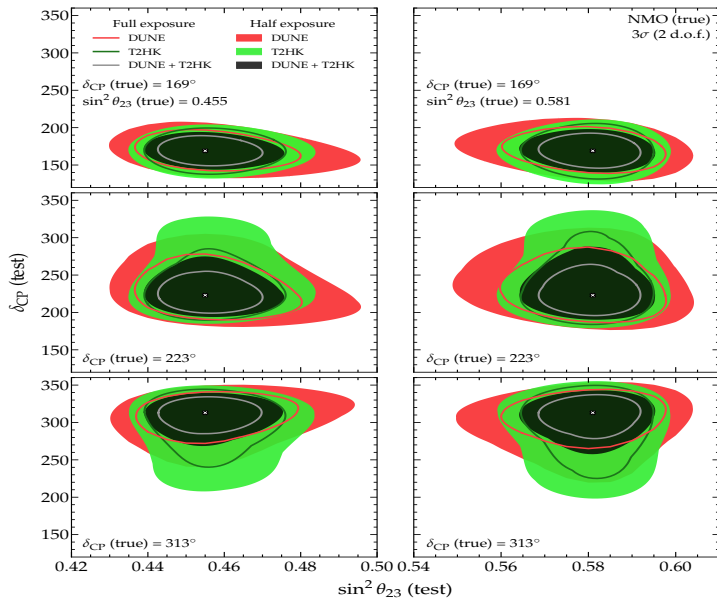 Full exposure
Half exposure
DUNE
DUNE
T2HK
T2HK
DUNE + T2HK
DUNE + T2HK
NMO (true)
3σ (2 d.o.f.)
δCP (true) = 169°
sin² θ23 (true) = 0.455
δCP (true) = 169°
sin² θ23 (true) = 0.581
350
300
250
200
150
350
300
250
200
150
δCP (test)
δCP (true) = 223°
δCP (true) = 223°
350
300
250
200
150
δCP (true) = 313°
δCP (true) = 313°
0.42 0.44 0.46 0.48 0.50 0.54 0.56 0.58 0.60
sin² θ23 (test)